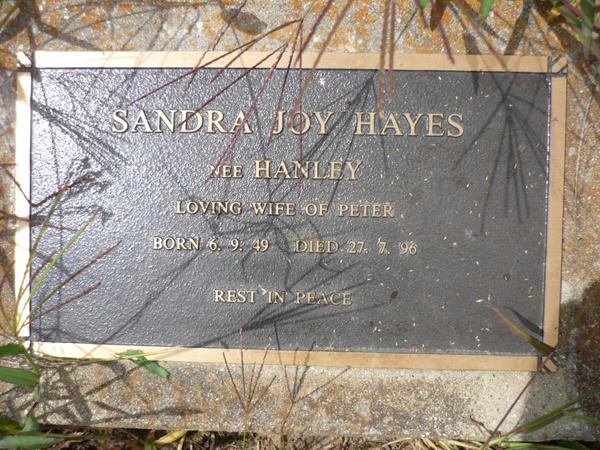 SANDRA JOY HAYES
NEE HANLEY
LOVING WIFE OF PETER
BORN 6. 9. 49 DIED 27. 7. 96
REST IN PEACE